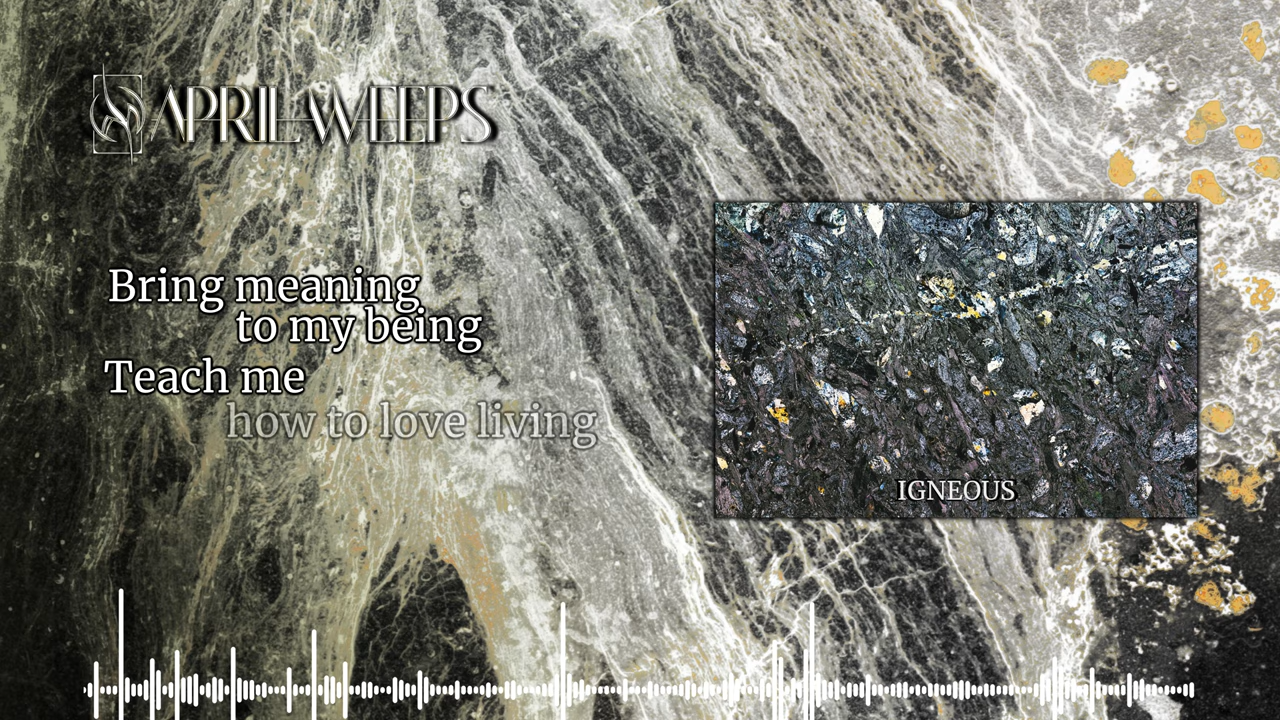 APRIL WEEPS
Bring meaning
to my being
Teach me
how to love living
IGNEOUS